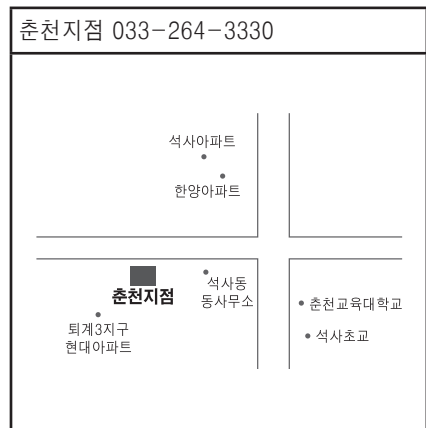 춘천지점 033-264-3330
석사아파트
한양아파트
춘천지점
석사동
동사무소
춘천교육대학교
퇴계3지구
현대아파트
석사초교